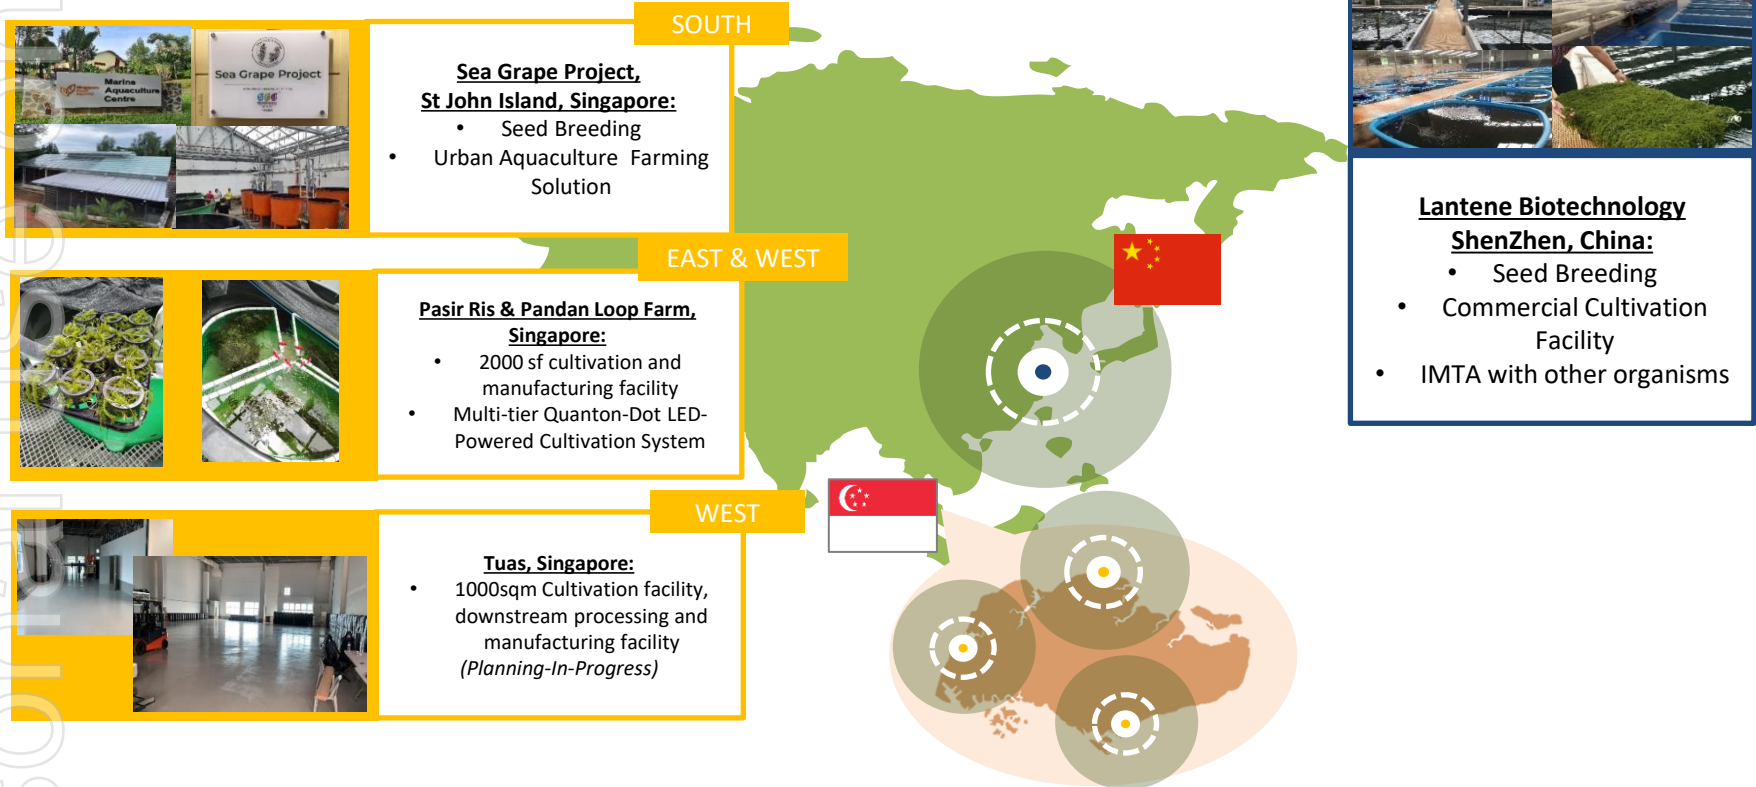 SOUTH
Marine
Aquaculture
Centre
Sea Grape Project
Sea Grape Project,
St John Island, Singapore:
• Seed Breeding
• Urban Aquaculture Farming
Solution
EAST & WEST
Pasir Ris & Pandan Loop Farm,
Singapore:
• 2000 sf cultivation and
manufacturing facility
• Multi-tier Quanton-Dot LED-
Powered Cultivation System
WEST
Tuas, Singapore:
• 1000sqm Cultivation facility,
downstream processing and
manufacturing facility
(Planning-In-Progress)
Lantene Biotechnology
ShenZhen, China:
• Seed Breeding
• Commercial Cultivation
Facility
• IMTA with other organisms